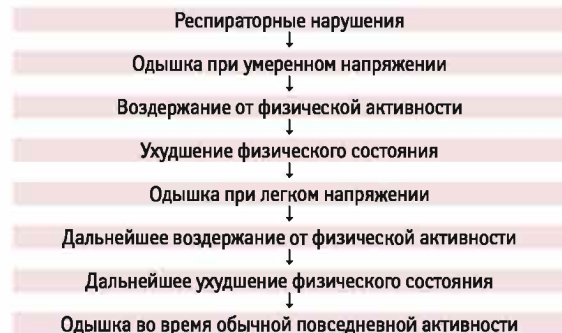 Респираторные нарушения
Одышка при умеренном напряжении
Воздержание от физической активности
Ухудшение физического состояния
Одышка при легком напряжении
Дальнейшее воздержание от физической активности
Дальнейшее ухудшение физического состояния
Одышка во время обычной повседневной активности